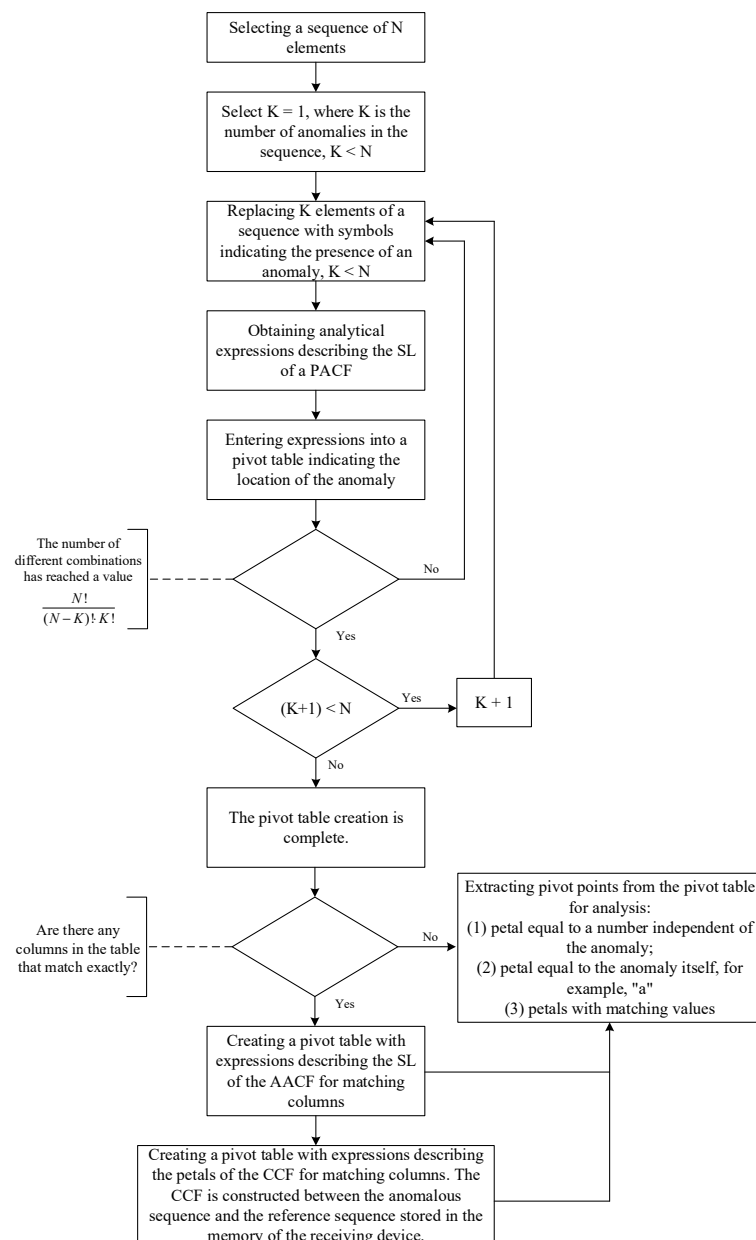 Selecting a sequence of N
elements
Select K = 1, where K is the
number of anomalies in the
sequence, K < N
Replacing K elements of a
sequence with symbols
indicating the presence of an
anomaly, K < N
Obtaining analytical
expressions describing the SL
of a PACF
Entering expressions into a
pivot table indicating the
location of the anomaly
The number of
different combinations
has reached a value
N!
(N−K)!·K!
No
Yes
(K+1) < N
Yes
K + 1
No
The pivot table creation is
complete.
Are there any
columns in the table
that match exactly?
No
Yes
Extracting pivot points from the pivot table
for analysis:
(1) petal equal to a number independent of
the anomaly;
(2) petal equal to the anomaly itself, for
example, "a"
(3) petals with matching values
Creating a pivot table with
expressions describing the SL
of the AACF for matching
columns
Creating a pivot table with expressions describing
the petals of the CCF for matching columns. The
CCF is constructed between the anomalous
sequence and the reference sequence stored in the
memory of the receiving device.